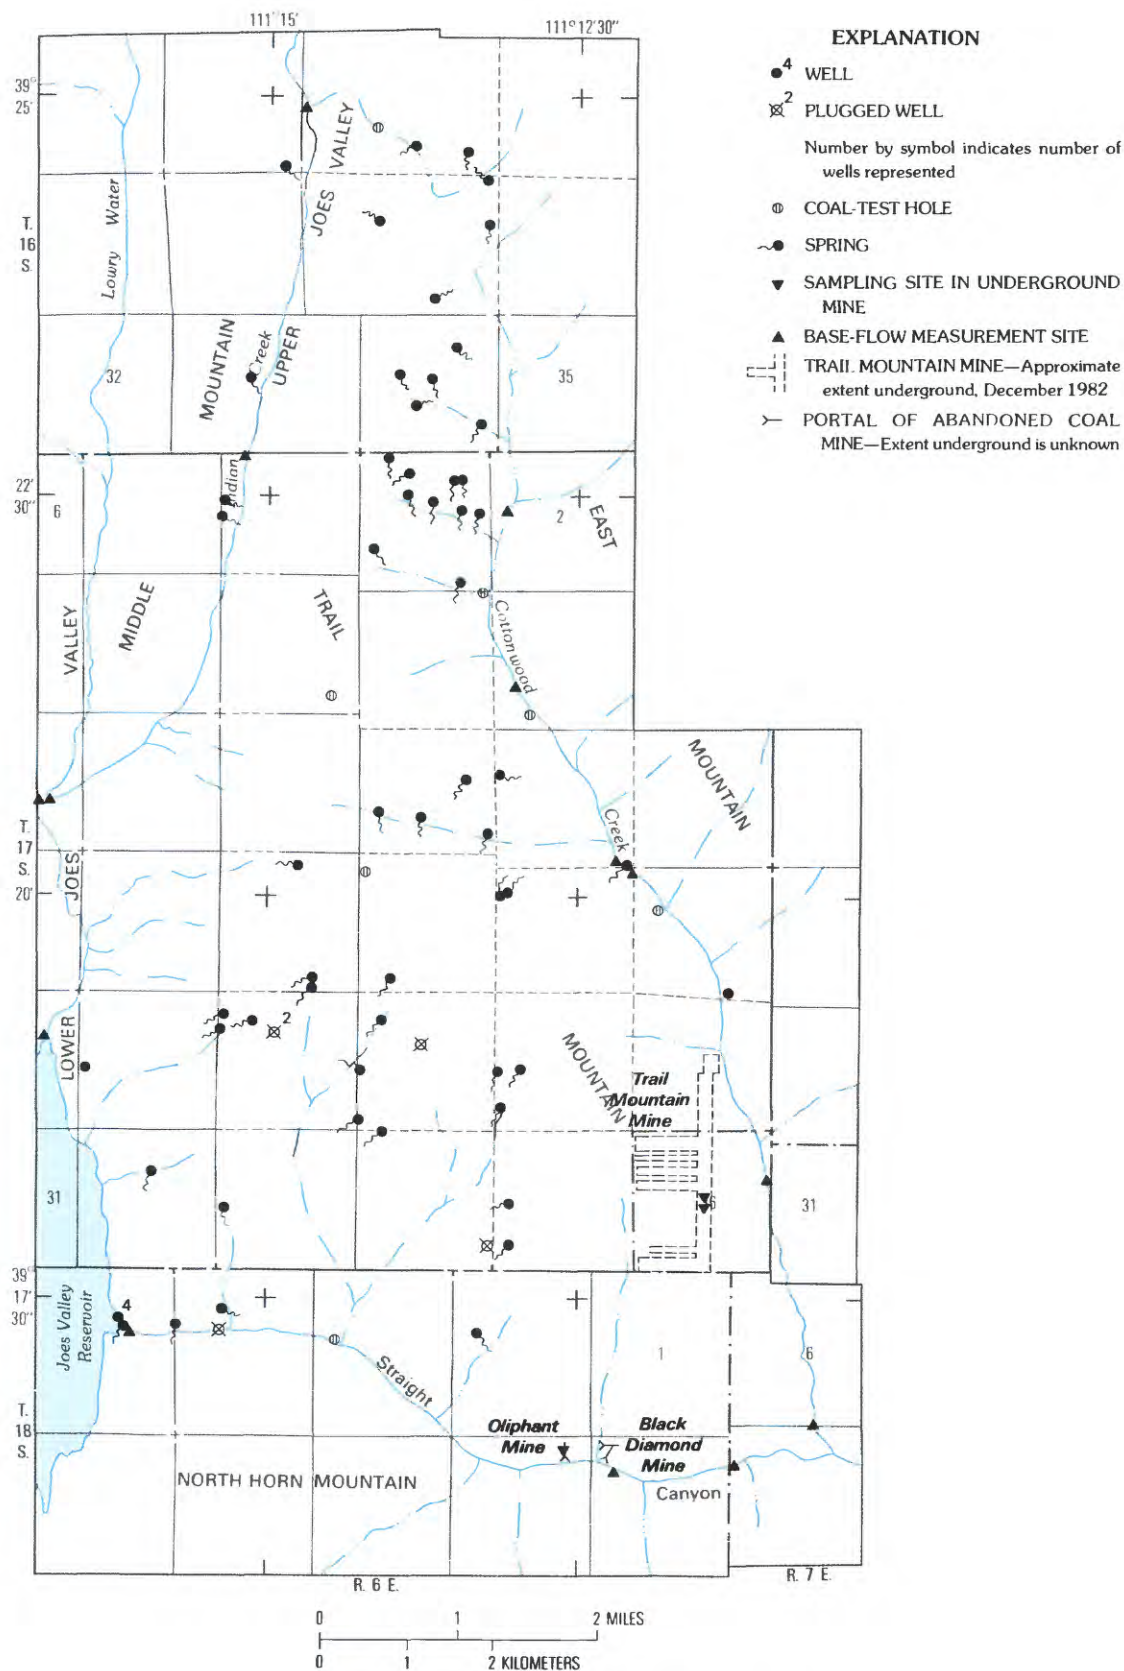 111° 15'
111° 12' 30"
EXPLANATION
4 WELL
2 PLUGGED WELL
Number by symbol indicates number of
wells represented
COAL-TEST HOLE
SPRING
SAMPLING SITE IN UNDERGROUND
MINE
BASE-FLOW MEASUREMENT SITE
TRAIL MOUNTAIN MINE—Approximate
extent underground, December 1982
PORTAL OF ABANDONED COAL
MINE—Extent underground is unknown
39°
25'
T.
16
S.
Lowry Water
JOES VALLEY
MOUNTAIN
Creek
UPPER
32
35
22'
30"
6
Indian
2
EAST
VALLEY
MIDDLE
TRAIL
Cottonwood
MOUNTAIN
Creek
T.
17
S.
20'
JOES
LOWER
2
MOUNTAIN
MOUNTAIN
Trail
Mountain
Mine
31
6
31
39°
17'
30"
Joes Valley
Reservoir
4
1
6
Straight
T.
18
S.
Oliphant
Mine
Black
Diamond
Mine
NORTH HORN MOUNTAIN
Canyon
R. 6 E.
R. 7 E.
0 1 2 MILES
0 1 2 KILOMETERS